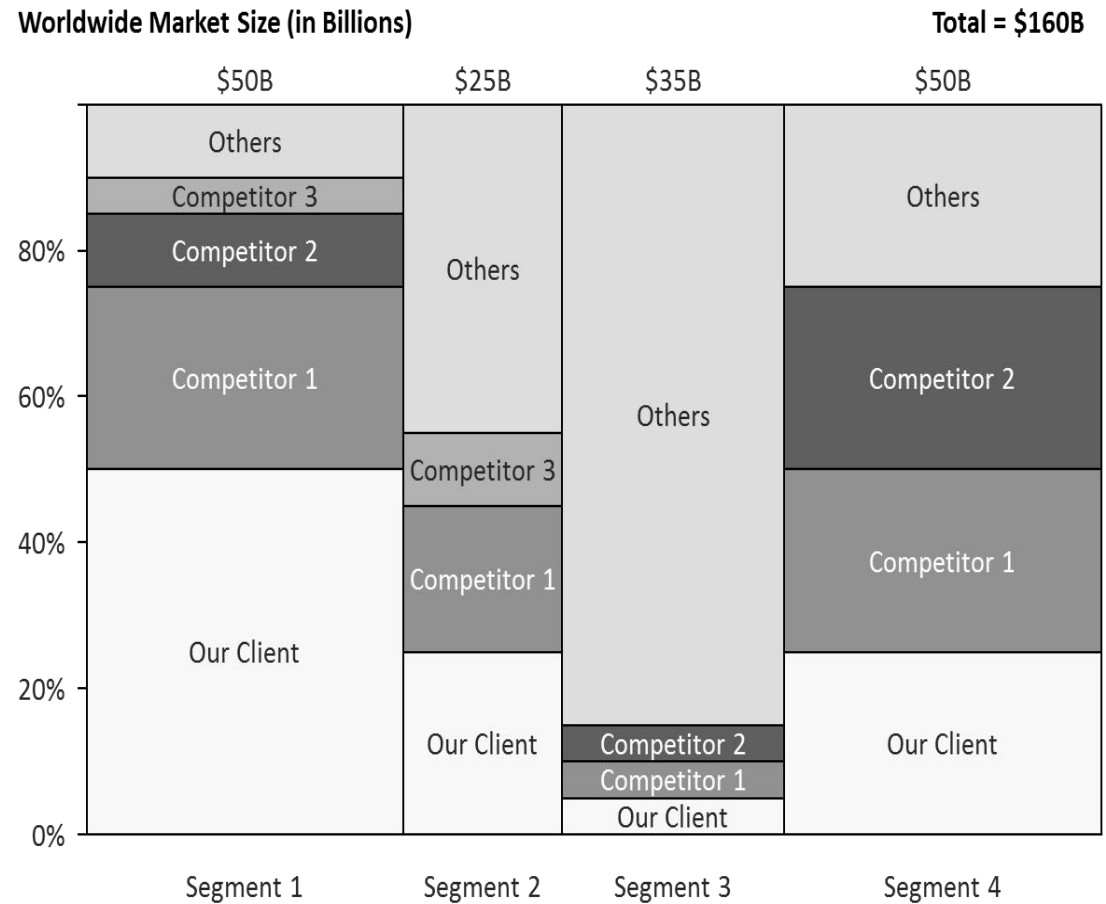 Worldwide Market Size (in Billions) Total = $160B
$50B $25B $35B $50B
Others
Competitor 3
Competitor 2
Competitor 1
Our Client
Others
Competitor 3
Competitor 1
Our Client
Others
Competitor 2
Competitor 1
Our Client
Others
Competitor 2
Competitor 1
Our Client
80%
60%
40%
20%
0%
Segment 1 Segment 2 Segment 3 Segment 4